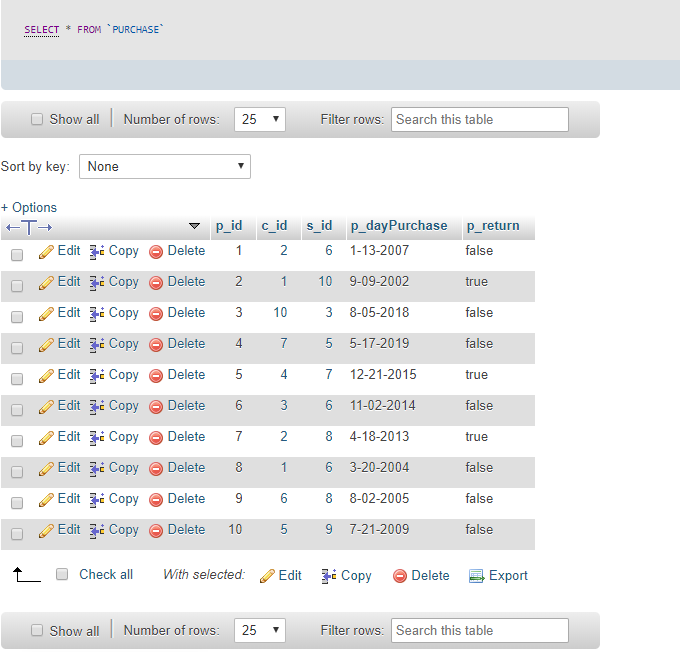 SELECT * FROM `PURCHASE`
Show all Number of rows: 25 Filter rows: Search this table
Sort by key: None
+ Options
p_id c_id s_id p_dayPurchase p_return
Edit Copy Delete 1 2 6 1-13-2007 false
Edit Copy Delete 2 1 10 9-09-2002 true
Edit Copy Delete 3 10 3 8-05-2018 false
Edit Copy Delete 4 7 5 5-17-2019 false
Edit Copy Delete 5 4 7 12-21-2015 true
Edit Copy Delete 6 3 6 11-02-2014 false
Edit Copy Delete 7 2 8 4-18-2013 true
Edit Copy Delete 8 1 6 3-20-2004 false
Edit Copy Delete 9 6 8 8-02-2005 false
Edit Copy Delete 10 5 9 7-21-2009 false
Check all With selected: Edit Copy Delete Export
Show all Number of rows: 25 Filter rows: Search this table